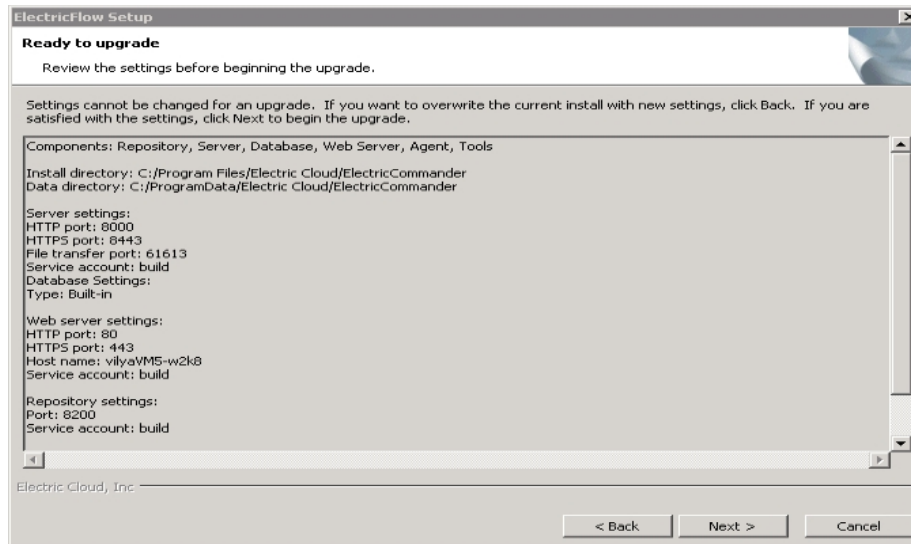 ElectricFlow Setup
Ready to upgrade
Review the settings before beginning the upgrade.
Settings cannot be changed for an upgrade. If you want to overwrite the current install with new settings, click Back. If you are
satisfied with the settings, click Next to begin the upgrade.
Components: Repository, Server, Database, Web Server, Agent, Tools
Install directory: C:/Program Files/Electric Cloud/ElectricCommander
Data directory: C:/ProgramData/Electric Cloud/ElectricCommander
Server settings:
HTTP port: 8000
HTTPS port: 8443
File transfer port: 61613
Service account: build
Database Settings:
Type: Built-in
Web server settings:
HTTP port: 80
HTTPS port: 443
Host name: vilyaVM5-w2k8
Service account: build
Repository settings:
Port: 8200
Service account: build
Electric Cloud, Inc
< Back
Next >
Cancel